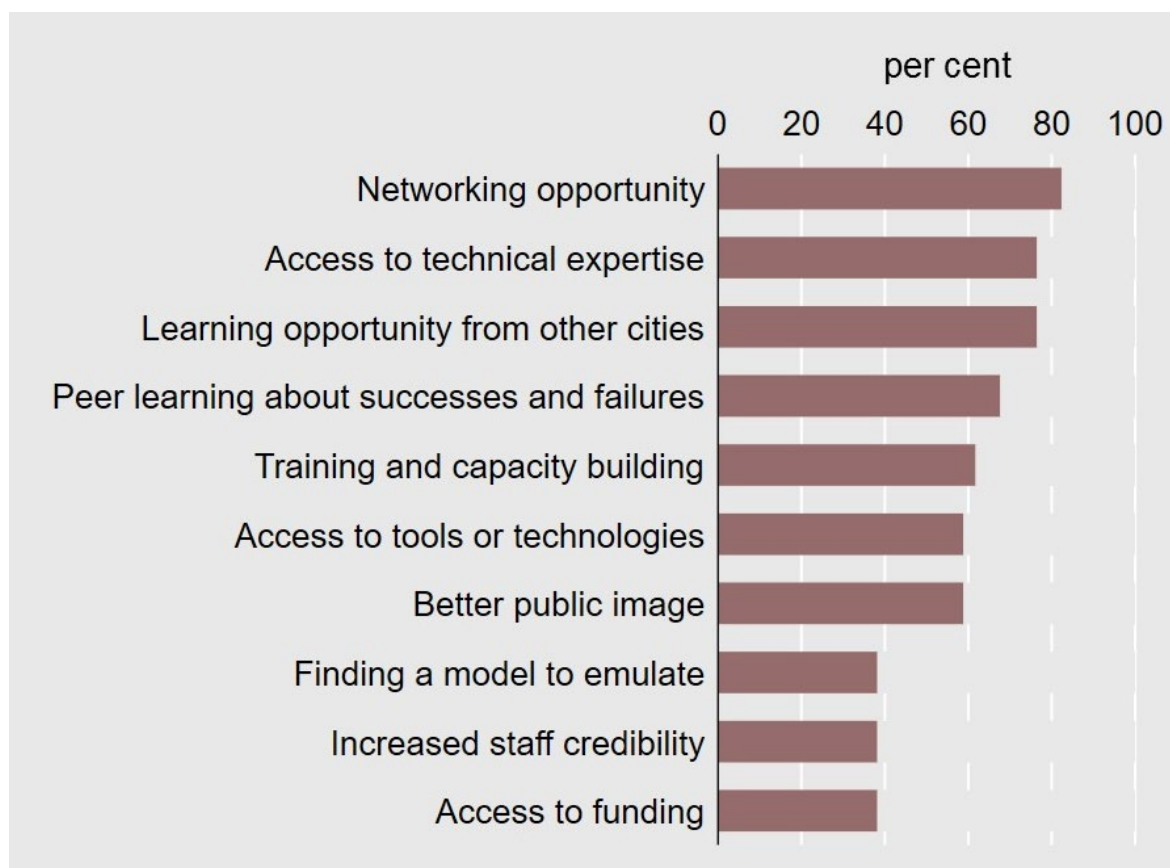 per cent
0 20 40 60 80 100
Networking opportunity
Access to technical expertise
Learning opportunity from other cities
Peer learning about successes and failures
Training and capacity building
Access to tools or technologies
Better public image
Finding a model to emulate
Increased staff credibility
Access to funding